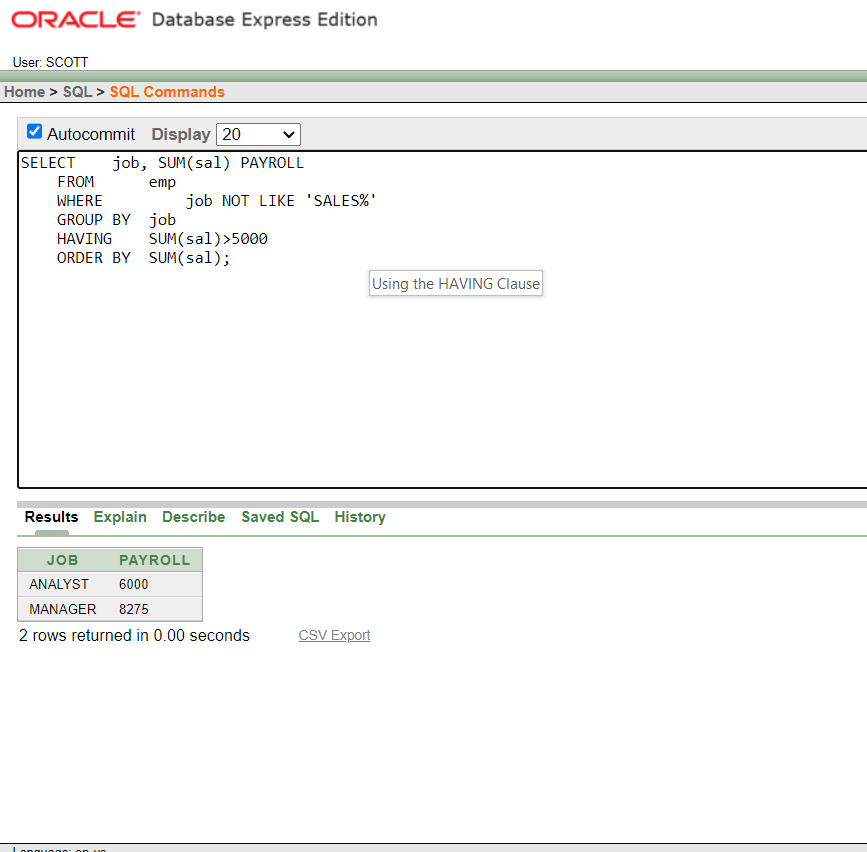 ORACLE Database Express Edition
User: SCOTT
Home > SQL > SQL Commands
Autocommit Display 20
SELECT job, SUM(sal) PAYROLL
FROM emp
WHERE job NOT LIKE 'SALES%'
GROUP BY job
HAVING SUM(sal)>5000
ORDER BY SUM(sal);
Using the HAVING Clause
Results Explain Describe Saved SQL History
JOB PAYROLL
ANALYST 6000
MANAGER 8275
2 rows returned in 0.00 seconds CSV Export
Language: en-us